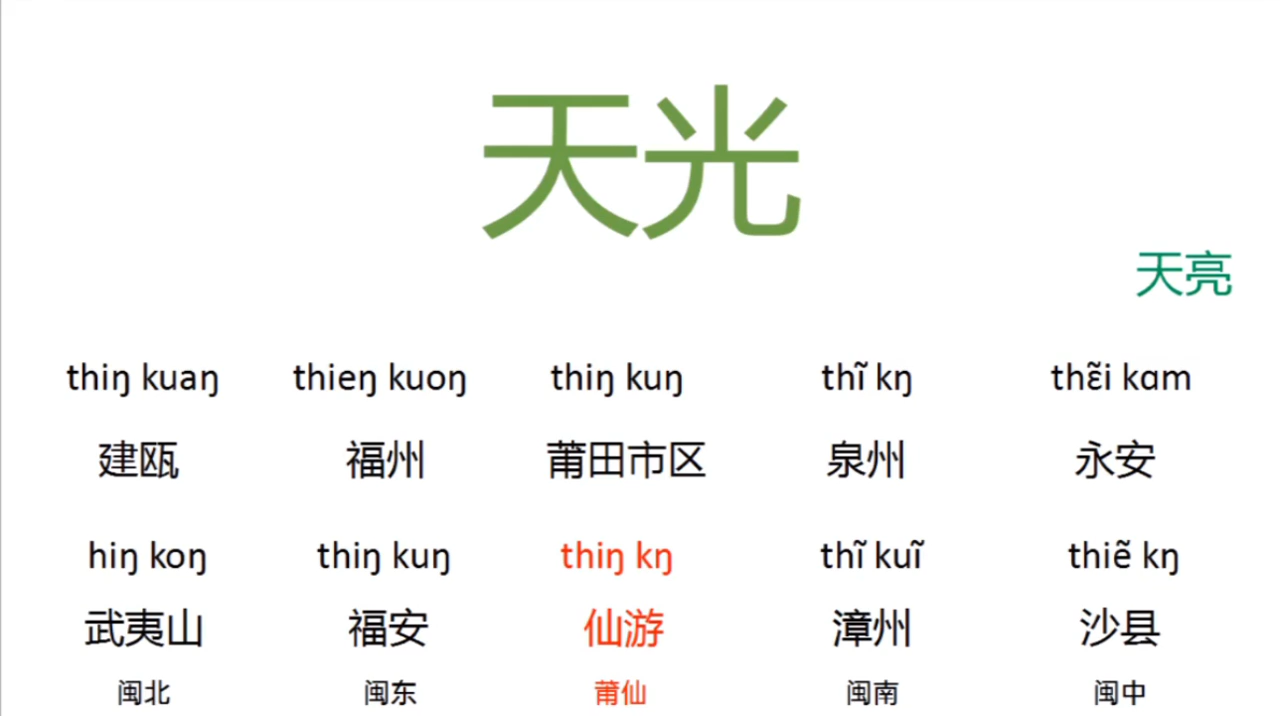 天光
天亮
thiŋ kuaŋ thieŋ kuoŋ thiŋ kuŋ thĩ kŋ thɛ̃i kɑm
建瓯 福州 莆田市区 泉州 永安
hiŋ koŋ thiŋ kuŋ thiŋ kŋ thĩ kuĩ thiẽ kŋ
武夷山 福安 仙游 漳州 沙县
闽北 闽东 莆仙 闽南 闽中